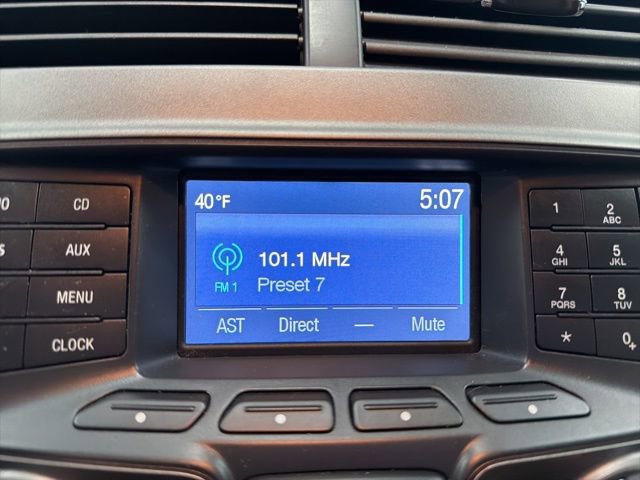 40°F 5:07
101.1 MHz
FM 1 Preset 7
AST Direct — Mute
CD
AUX
MENU
CLOCK
1 2 ABC
4 GHI 5 JKL
7 PQRS 8 TUV
* 0+